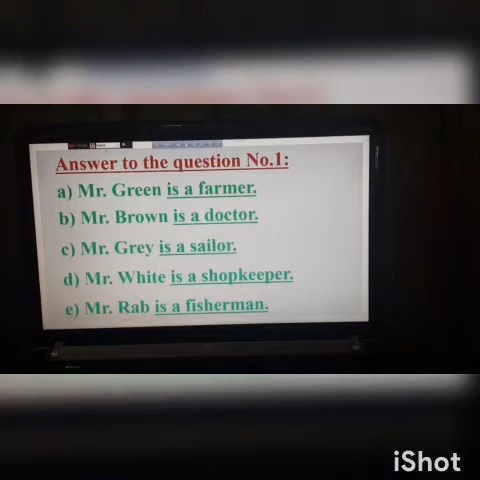 Answer to the question No.1:
a) Mr. Green is a farmer.
b) Mr. Brown is a doctor.
c) Mr. Grey is a sailor.
d) Mr. White is a shopkeeper.
e) Mr. Rab is a fisherman.
iShot